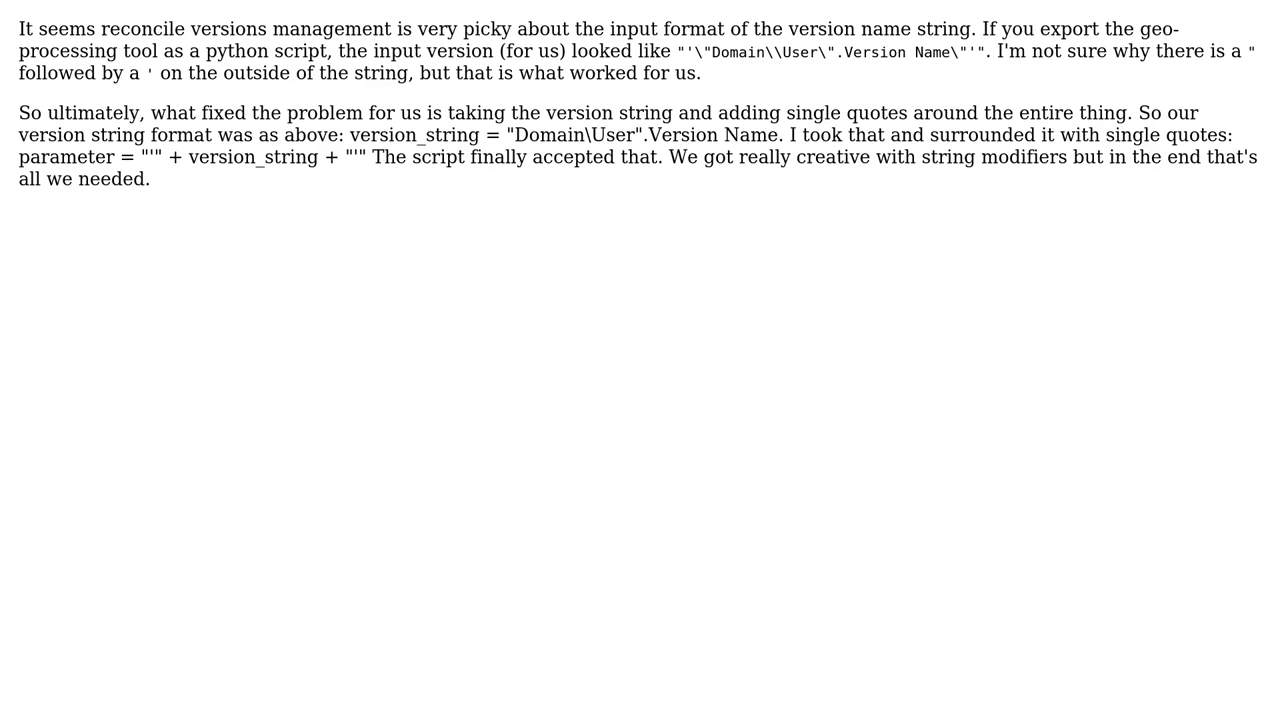 It seems reconcile versions management is very picky about the input format of the version name string. If you export the geo-
processing tool as a python script, the input version (for us) looked like "'\"Domain\\User\".Version Name\"'". I'm not sure why there is a "
followed by a ' on the outside of the string, but that is what worked for us.
So ultimately, what fixed the problem for us is taking the version string and adding single quotes around the entire thing. So our
version string format was as above: version_string = "Domain\User".Version Name. I took that and surrounded it with single quotes:
parameter = "'" + version_string + "'" The script finally accepted that. We got really creative with string modifiers but in the end that's
all we needed.